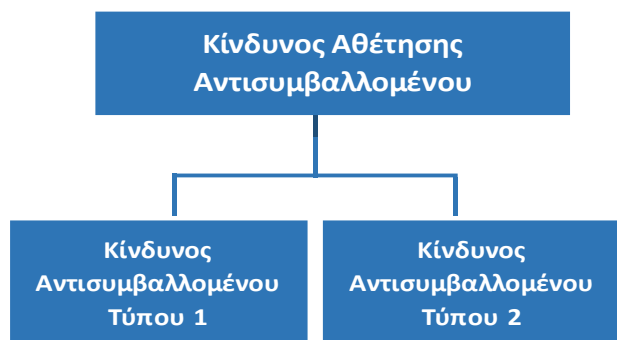 Κίνδυνος Αθέτησης
Αντισυμβαλλομένου
Κίνδυνος
Αντισυμβαλλομένου
Τύπου 1
Κίνδυνος
Αντισυμβαλλομένου
Τύπου 2